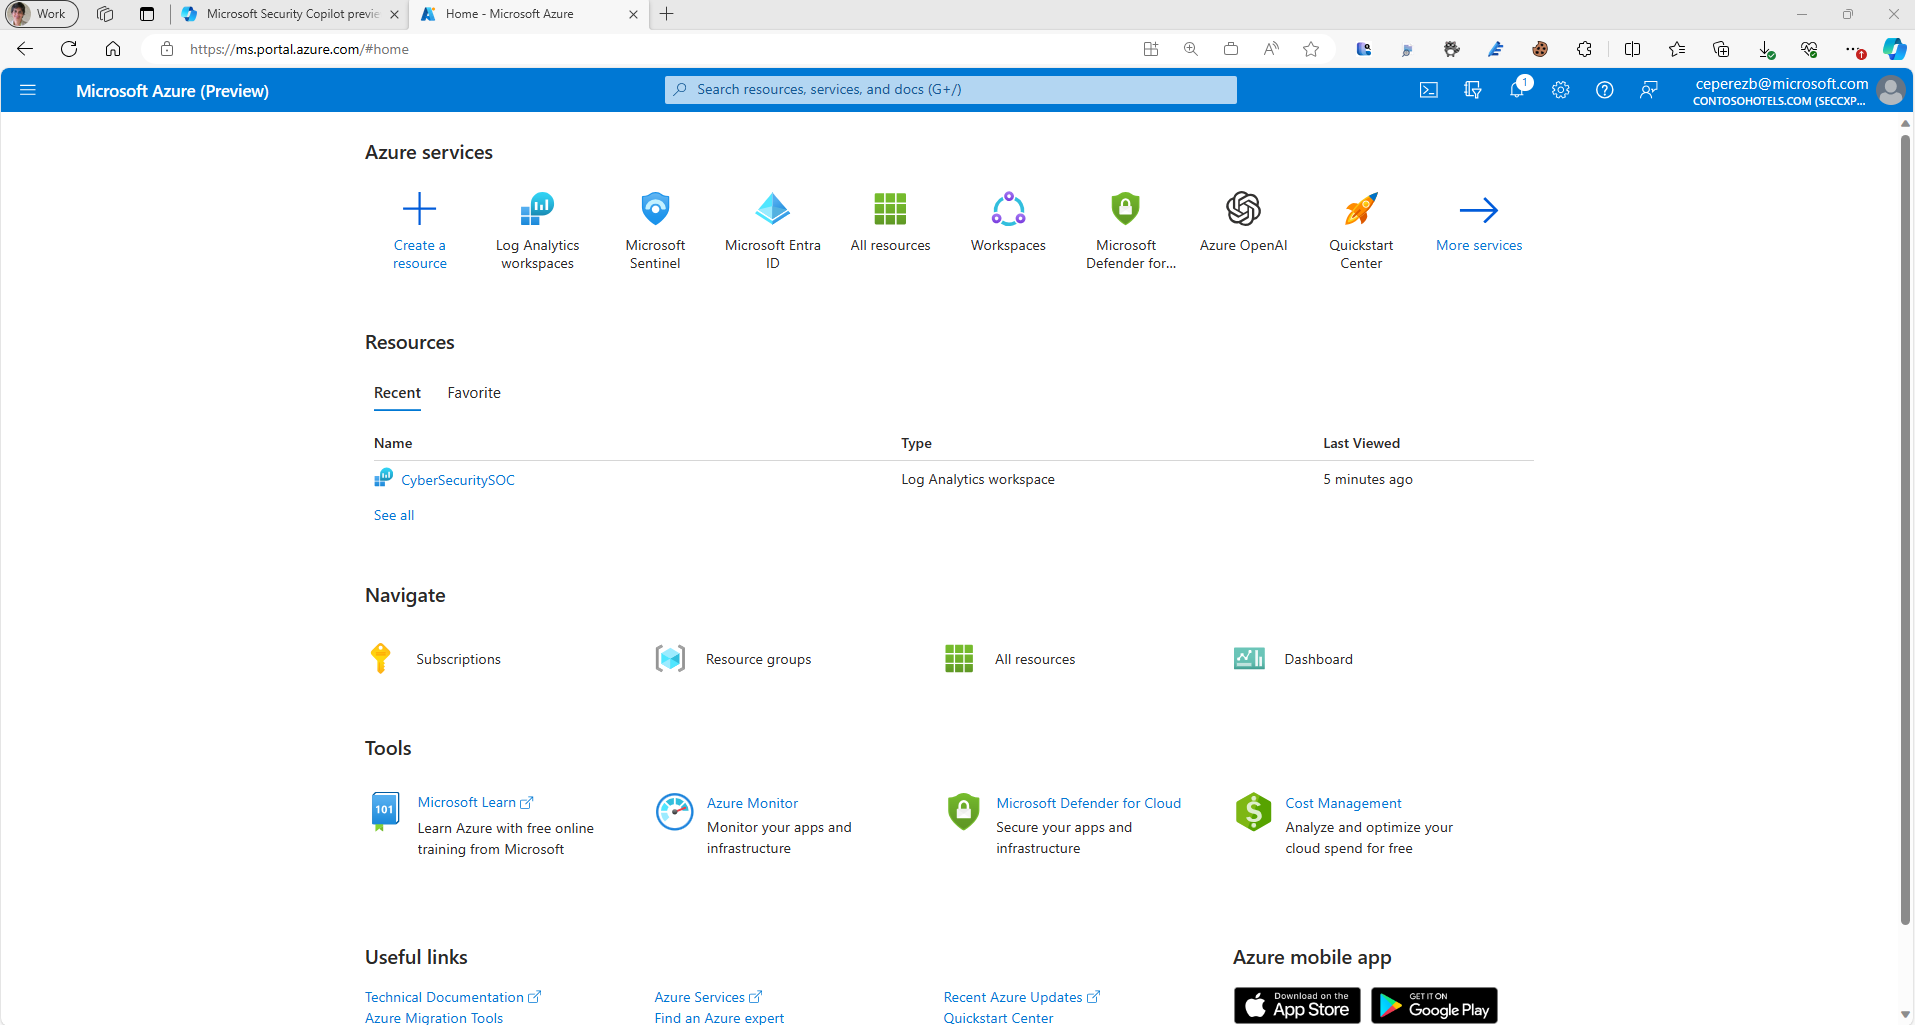 Work
Microsoft Security Copilot previe
Home - Microsoft Azure
https://ms.portal.azure.com/#home
Microsoft Azure (Preview)
Search resources, services, and docs (G+/)
1
ceperezb@microsoft.com
CONTOSOHOTELS.COM (SECCXP...
Azure services
Create a
resource
Log Analytics
workspaces
Microsoft
Sentinel
Microsoft Entra
ID
All resources
Workspaces
Microsoft
Defender for...
Azure OpenAI
Quickstart
Center
More services
Resources
Recent
Favorite
Name
Type
Last Viewed
CyberSecuritySOC
Log Analytics workspace
5 minutes ago
See all
Navigate
Subscriptions
Resource groups
All resources
Dashboard
Tools
101
Microsoft Learn
Learn Azure with free online
training from Microsoft
Azure Monitor
Monitor your apps and
infrastructure
Microsoft Defender for Cloud
Secure your apps and
infrastructure
Cost Management
Analyze and optimize your
cloud spend for free
Useful links
Azure mobile app
Technical Documentation
Azure Services
Recent Azure Updates
Azure Migration Tools
Find an Azure expert
Quickstart Center
Download on the
App Store
GET IT ON
Google Play